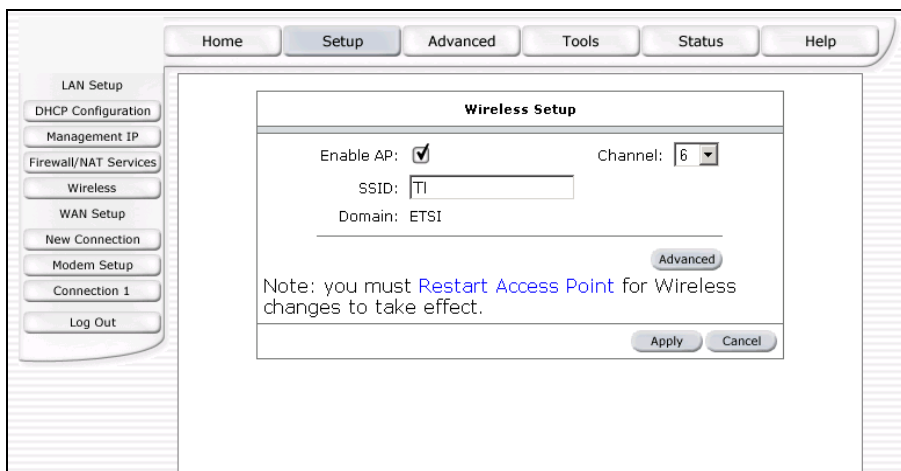 Home Setup Advanced Tools Status Help
LAN Setup
DHCP Configuration
Management IP
Firewall/NAT Services
Wireless
WAN Setup
New Connection
Modem Setup
Connection 1
Log Out
Wireless Setup
Enable AP: Channel: 6
SSID: TI
Domain: ETSI
Advanced
Note: you must Restart Access Point for Wireless
changes to take effect.
Apply Cancel